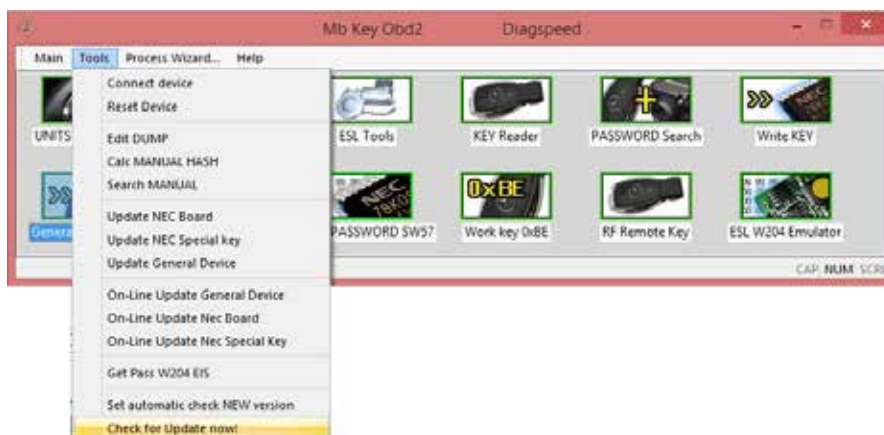 Mb Key Obd2 Diagspeed
Main Tools Process Wizard... Help
Connect device
Reset Device
Edit DUMP
Calc MANUAL HASH
Search MANUAL
Update NEC Board
Update NEC Special key
Update General Device
On-Line Update General Device
On-Line Update Nec Board
On-Line Update Nec Special Key
Get Pass W204 EIS
Set automatic check NEW version
Check for Update now!
UNITS
ESL Tools
KEY Reader
PASSWORD Search
Write KEY
Genera
PASSWORD SW57
Work key 0xBE
RF Remote Key
ESL W204 Emulator
NEC
0xBE
CAP NUM SCR